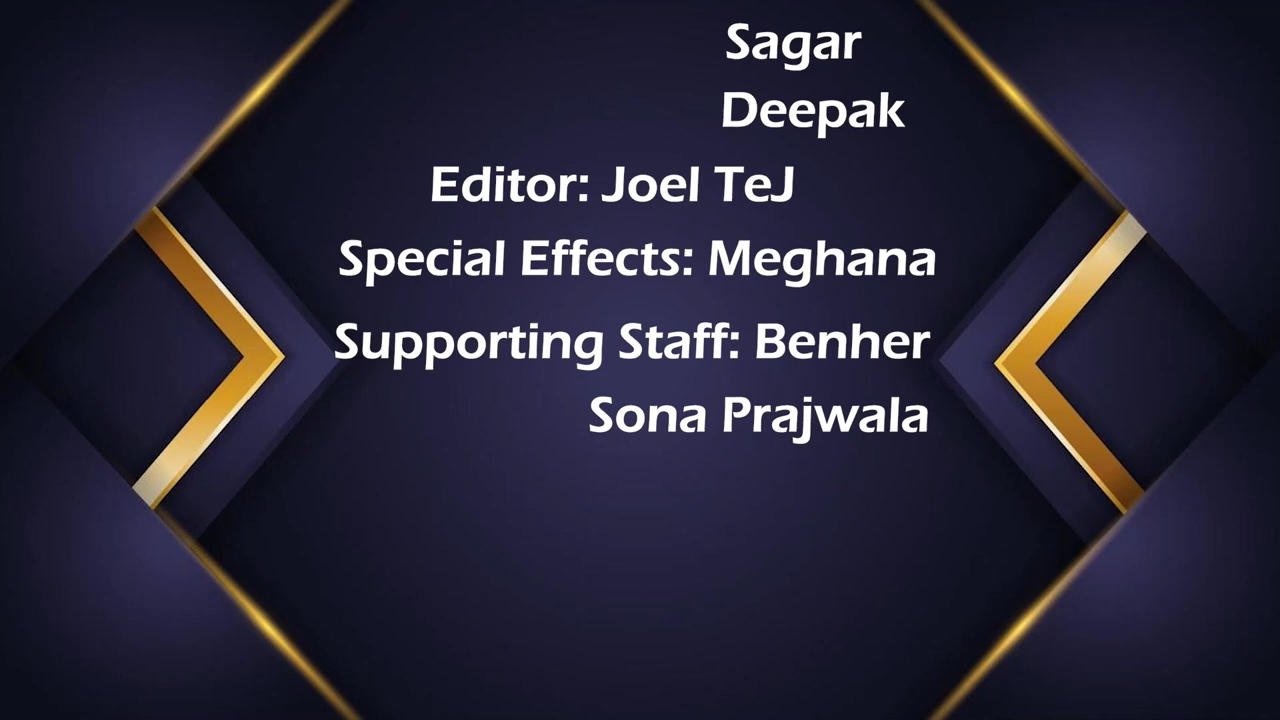 Sagar
Deepak
Editor: Joel TeJ
Special Effects: Meghana
Supporting Staff: Benher
Sona Prajwala